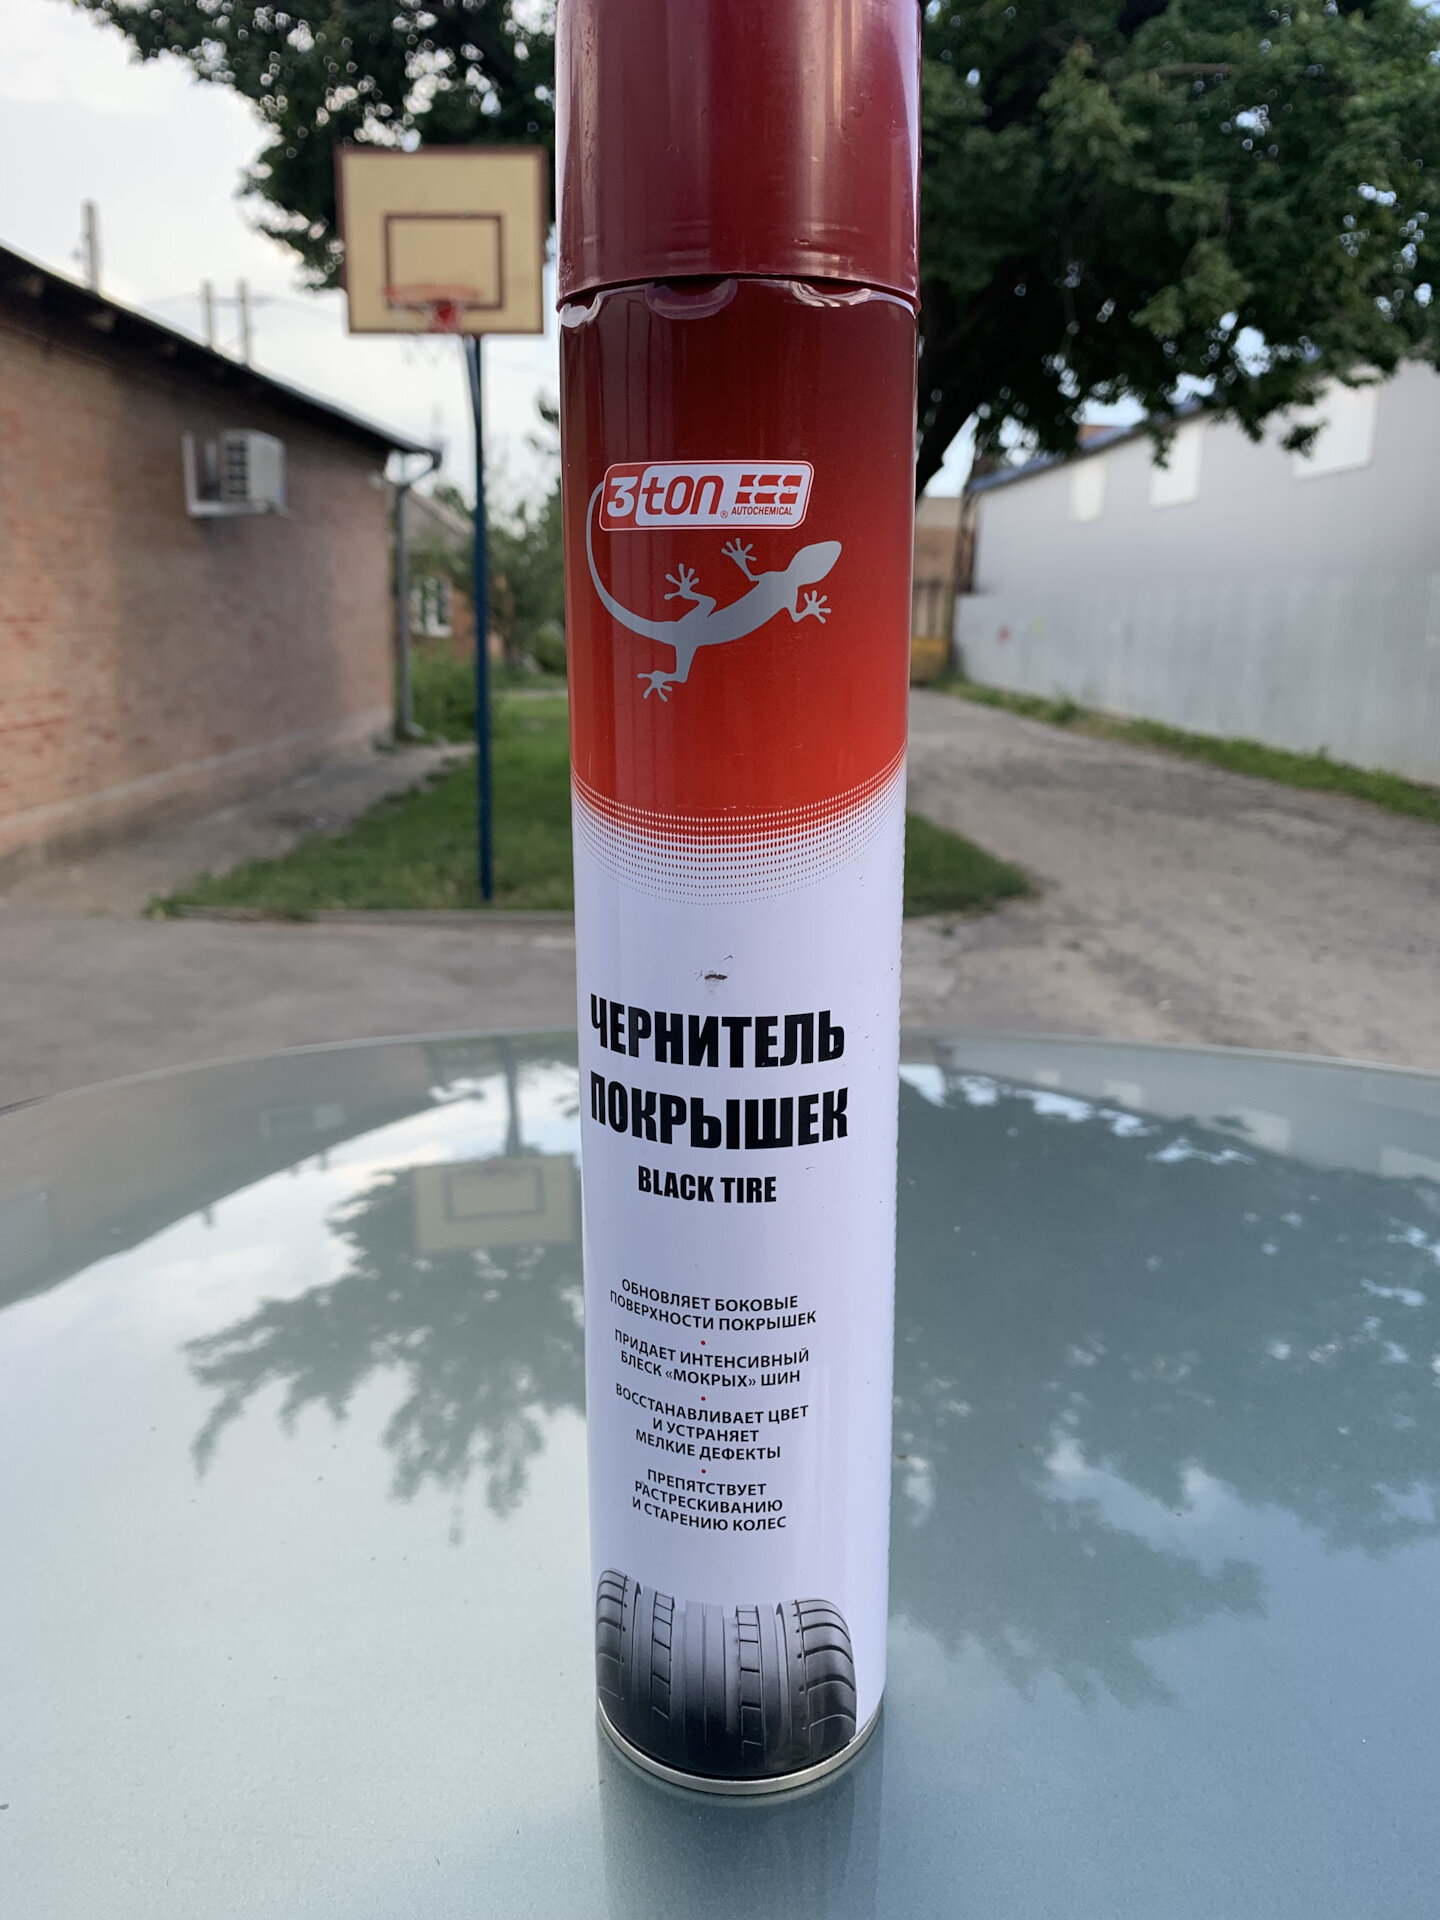 3ton®
AUTOCHEMICAL
ЧЕРНИТЕЛЬ
ПОКРЫШЕК
BLACK TIRE
ОБНОВЛЯЕТ БОКОВЫЕ
ПОВЕРХНОСТИ ПОКРЫШЕК
•
ПРИДАЕТ ИНТЕНСИВНЫЙ
БЛЕСК «МОКРЫХ» ШИН
•
ВОССТАНАВЛИВАЕТ ЦВЕТ
И УСТРАНЯЕТ
МЕЛКИЕ ДЕФЕКТЫ
•
ПРЕПЯТСТВУЕТ
РАСТРЕСКИВАНИЮ
И СТАРЕНИЮ КОЛЕС